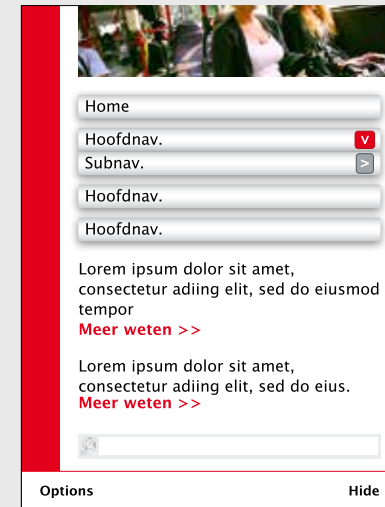 Home
Hoofdnav.
v
Subnav.
>
Hoofdnav.
Hoofdnav.
Lorem ipsum dolor sit amet,
consectetur adiing elit, sed do eiusmod
tempor
Meer weten >>
Lorem ipsum dolor sit amet,
consectetur adiing elit, sed do eius.
Meer weten >>
Options Hide